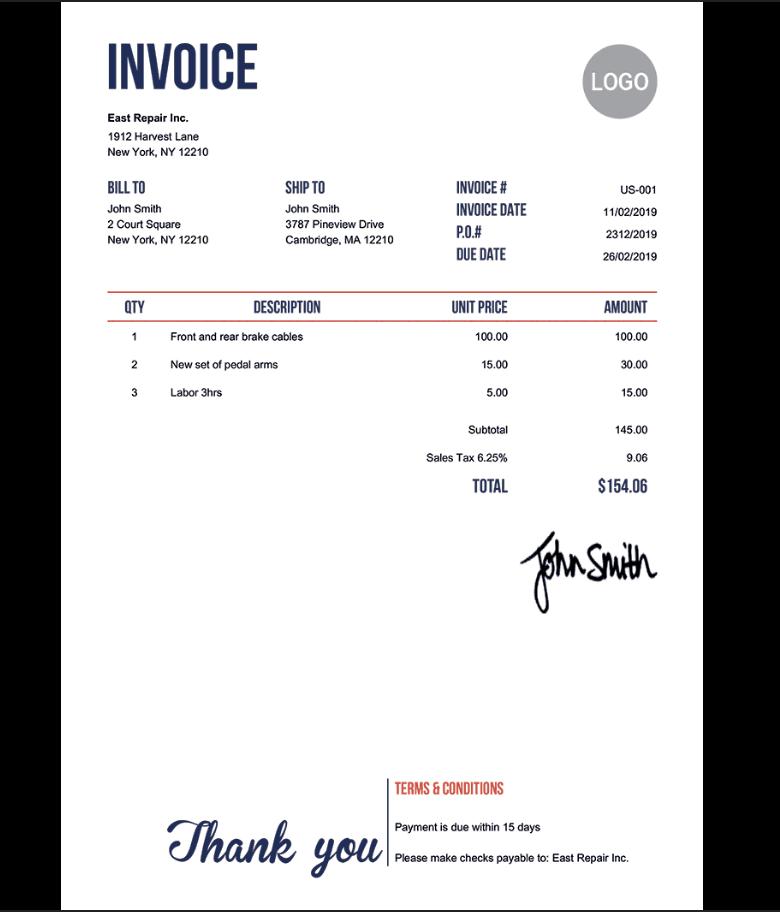 INVOICE
LOGO
East Repair Inc.
1912 Harvest Lane
New York, NY 12210
BILL TO
John Smith
2 Court Square
New York, NY 12210
SHIP TO
John Smith
3787 Pineview Drive
Cambridge, MA 12210
INVOICE # US-001
INVOICE DATE 11/02/2019
P.O.# 2312/2019
DUE DATE 26/02/2019
QTY DESCRIPTION UNIT PRICE AMOUNT
1 Front and rear brake cables 100.00 100.00
2 New set of pedal arms 15.00 30.00
3 Labor 3hrs 5.00 15.00
Subtotal 145.00
Sales Tax 6.25% 9.06
TOTAL $154.06
John Smith
Thank you
TERMS & CONDITIONS
Payment is due within 15 days
Please make checks payable to: East Repair Inc.